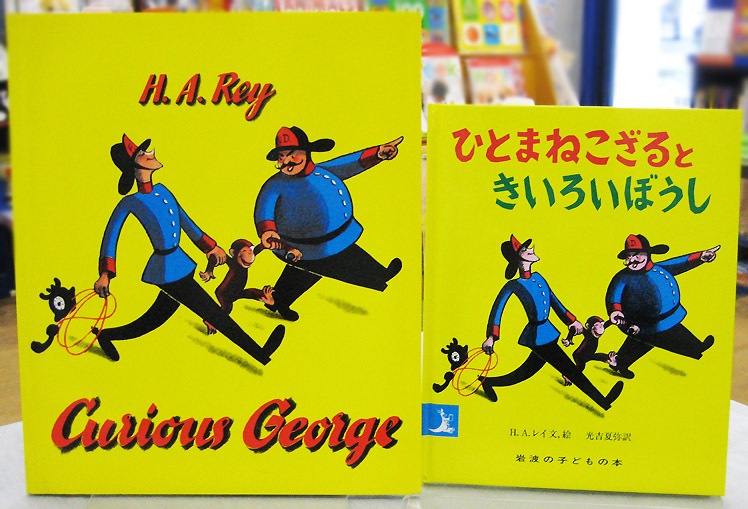 H. A. Rey
Curious George
ひとまねこざると
きいろいぼうし
H.A.レイ文、絵 光吉夏弥訳
岩波の子どもの本